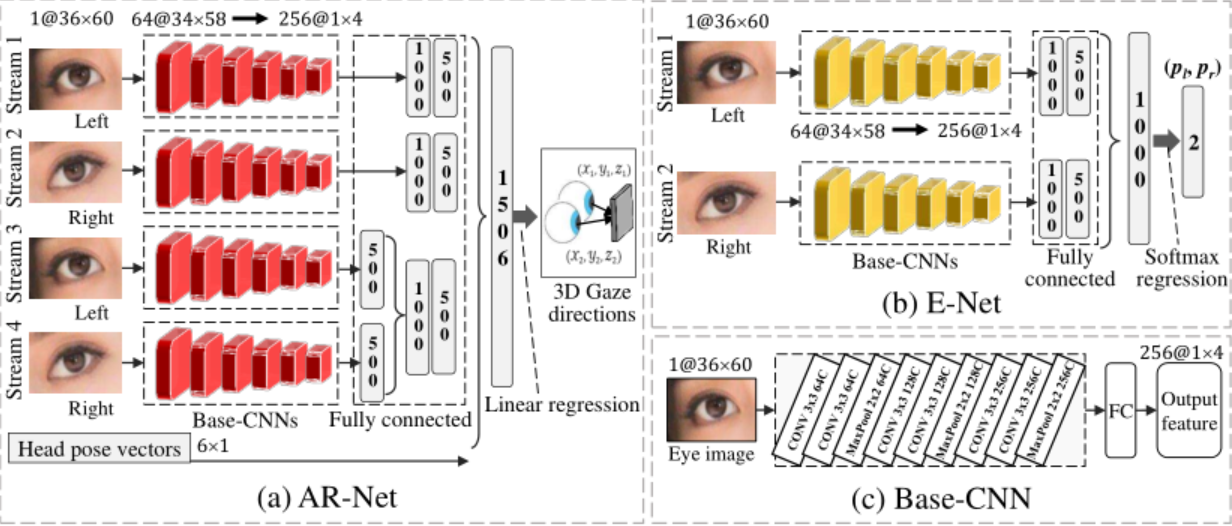 1@36×60
64@34×58 → 256@1×4
Stream 1
Left
1000
500
Stream 2
Right
1000
500
Stream 3
Left
500
Stream 4
Right
500
1000
500
Base-CNNs
Fully connected
Head pose vectors
6×1
1506
(x₁, y₁, z₁)
(x₂, y₂, z₂)
3D Gaze
directions
Linear regression
(a) AR-Net
1@36×60
Stream 1
Left
64@34×58 → 256@1×4
1000
500
Stream 2
Right
1000
500
Base-CNNs
Fully
connected
1000
(pₗ, pᵣ)
2
Softmax
regression
(b) E-Net
1@36×60
Eye image
CONV 3x3 64C
CONV 3x3 64C
MaxPool 2x2 64C
CONV 3x3 128C
CONV 3x3 128C
MaxPool 2x2 128C
CONV 3x3 256C
CONV 3x3 256C
MaxPool 2x2 256C
FC
256@1×4
Output
feature
(c) Base-CNN